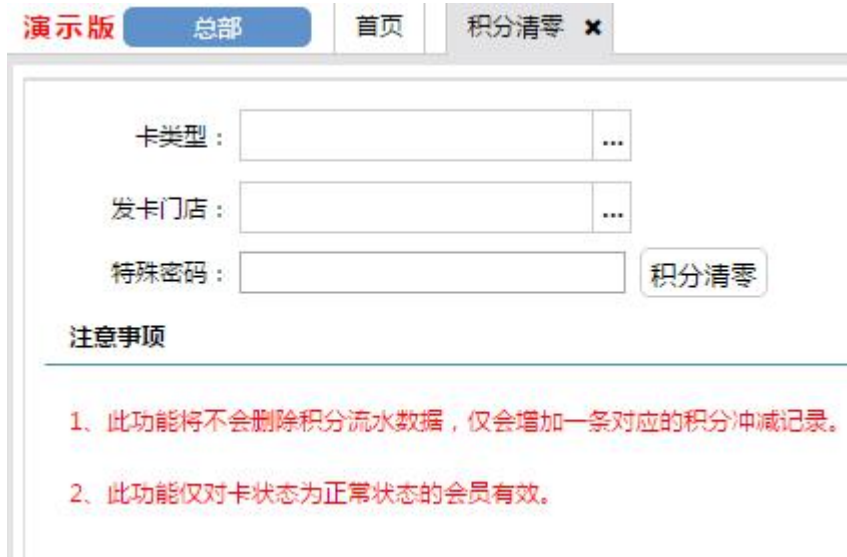 演示版 总部 首页 积分清零 ✖
卡类型： ...
发卡门店： ...
特殊密码： 积分清零
注意事项
1、此功能将不会删除积分流水数据，仅会增加一条对应的积分冲减记录。
2、此功能仅对卡状态为正常状态的会员有效。